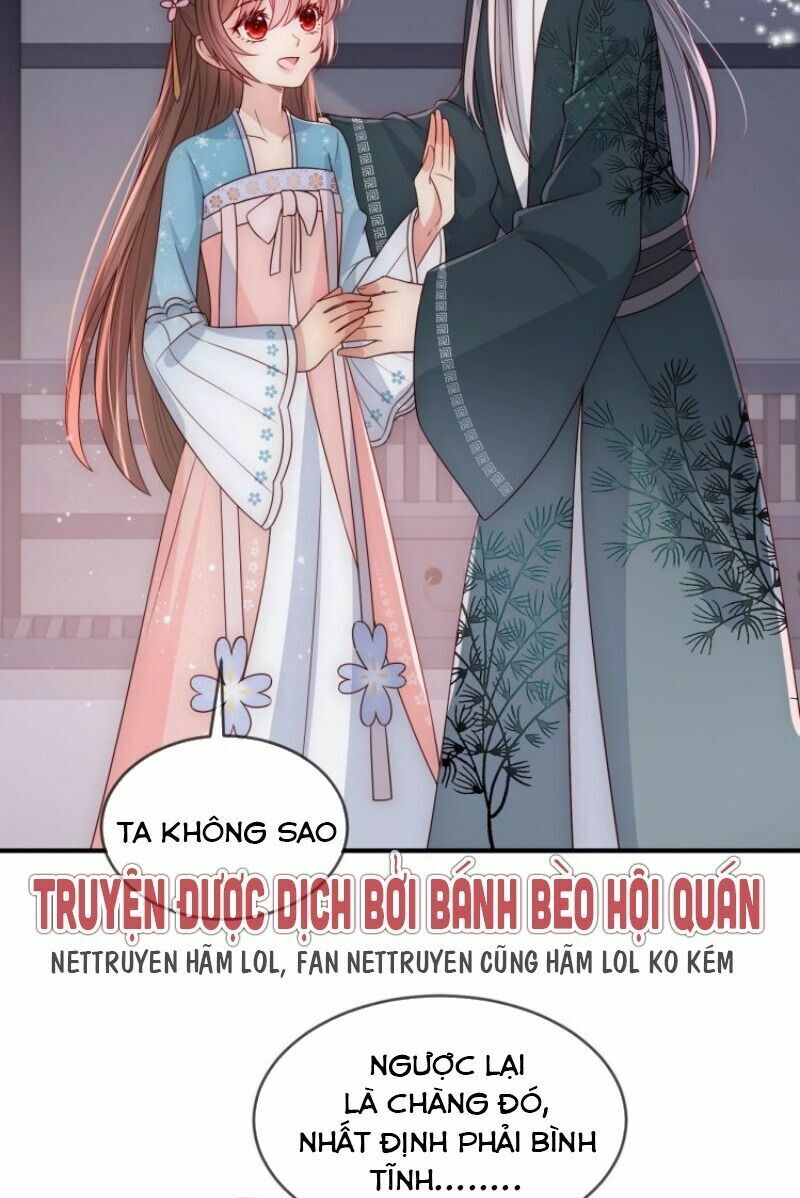 TA KHÔNG SAO
TRUYỆN ĐƯỢC DỊCH BỞI BÁNH BÈO HỘI QUÁN
NETTRUYEN HÃM LOL, FAN NETTRUYEN CŨNG HÃM LOL KO KÉM
NGƯỢC LẠI
LÀ CHÀNG ĐÓ,
NHẤT ĐỊNH PHẢI BÌNH
TĨNH........